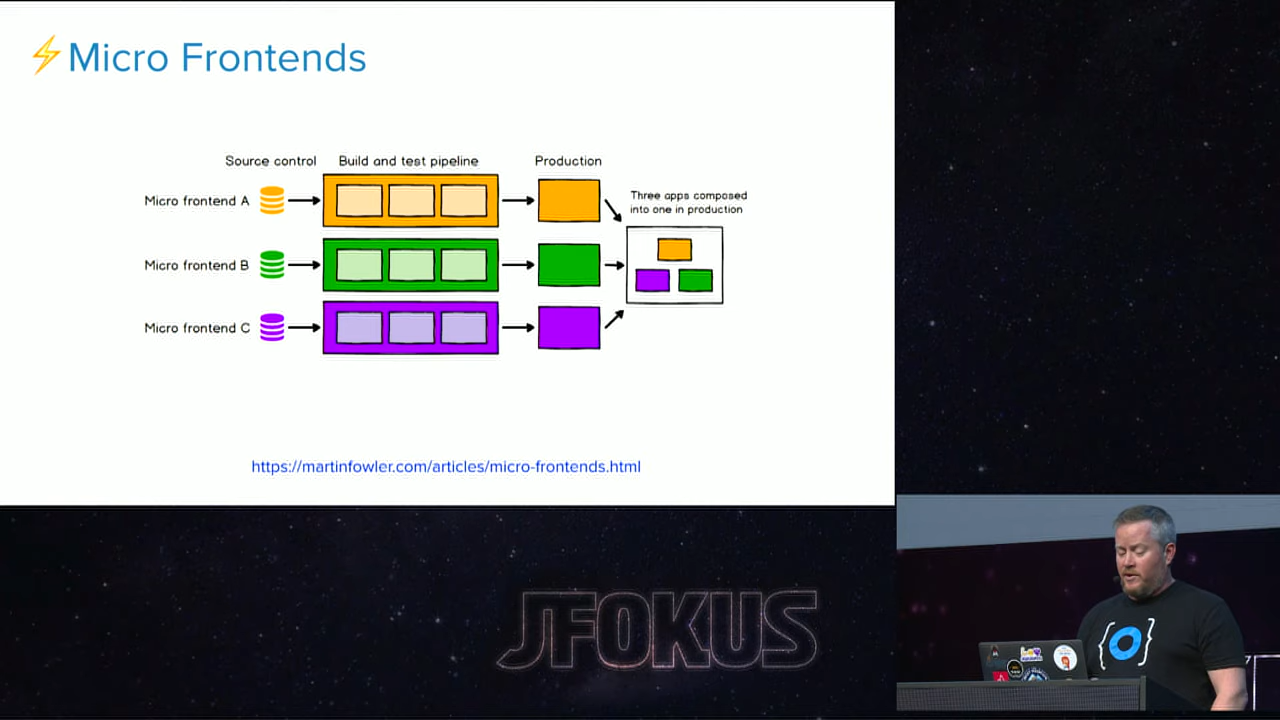 ⚡Micro Frontends
Source control
Build and test pipeline
Production
Micro frontend A
Micro frontend B
Micro frontend C
Three apps composed
into one in production
https://martinfowler.com/articles/micro-frontends.html
JFOKUS